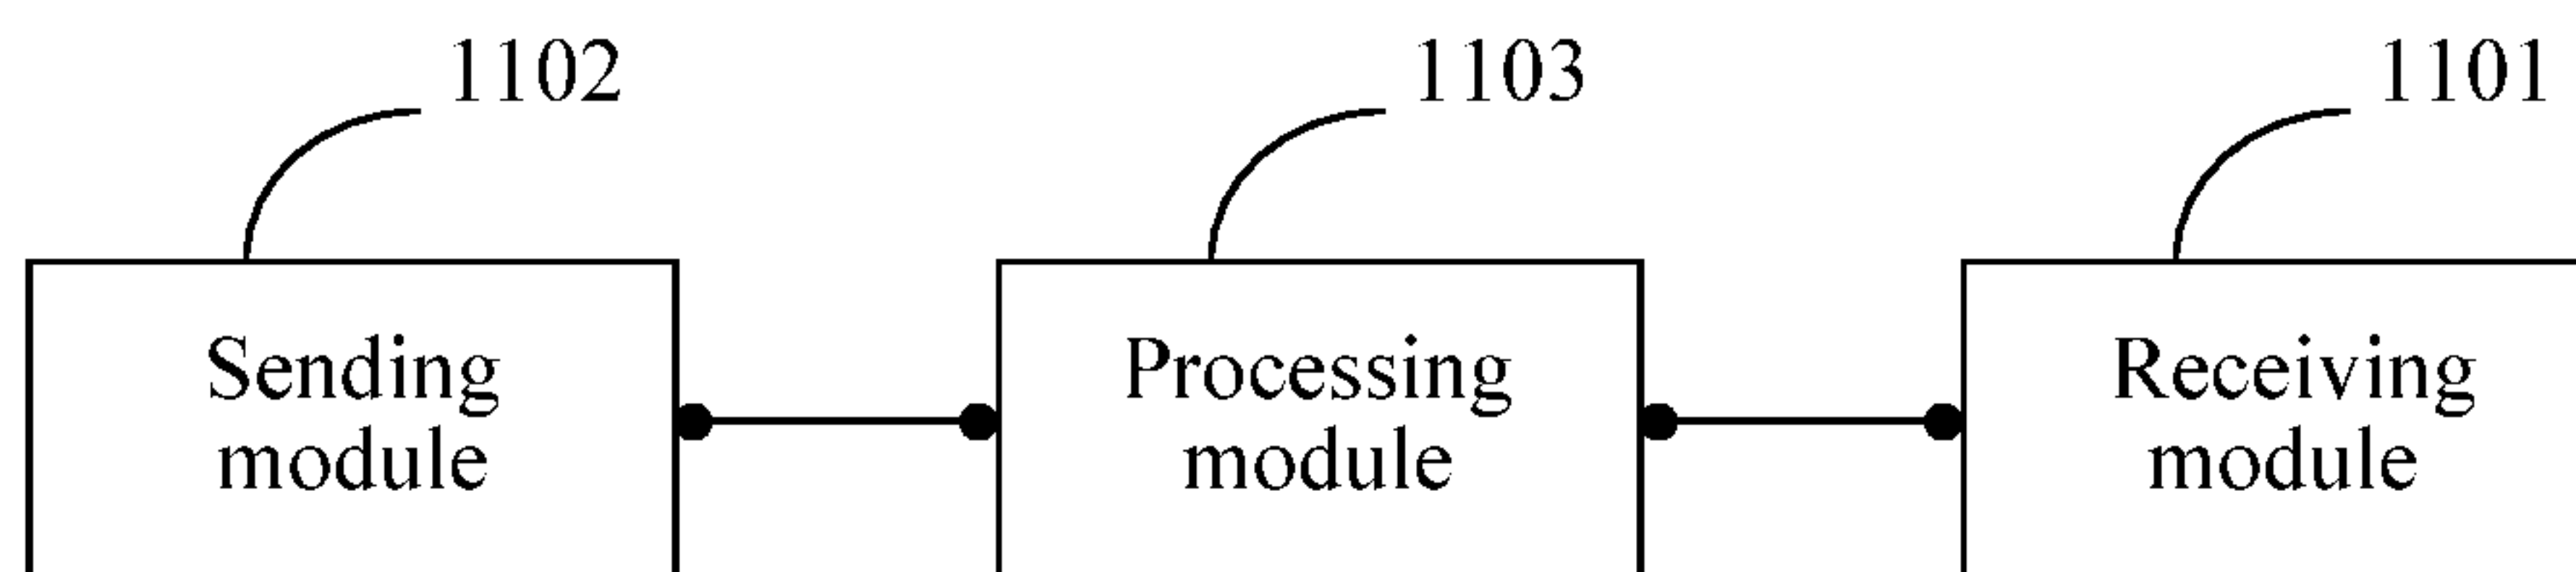 1102
1103
1101
Sending
module
Processing
module
Receiving
module